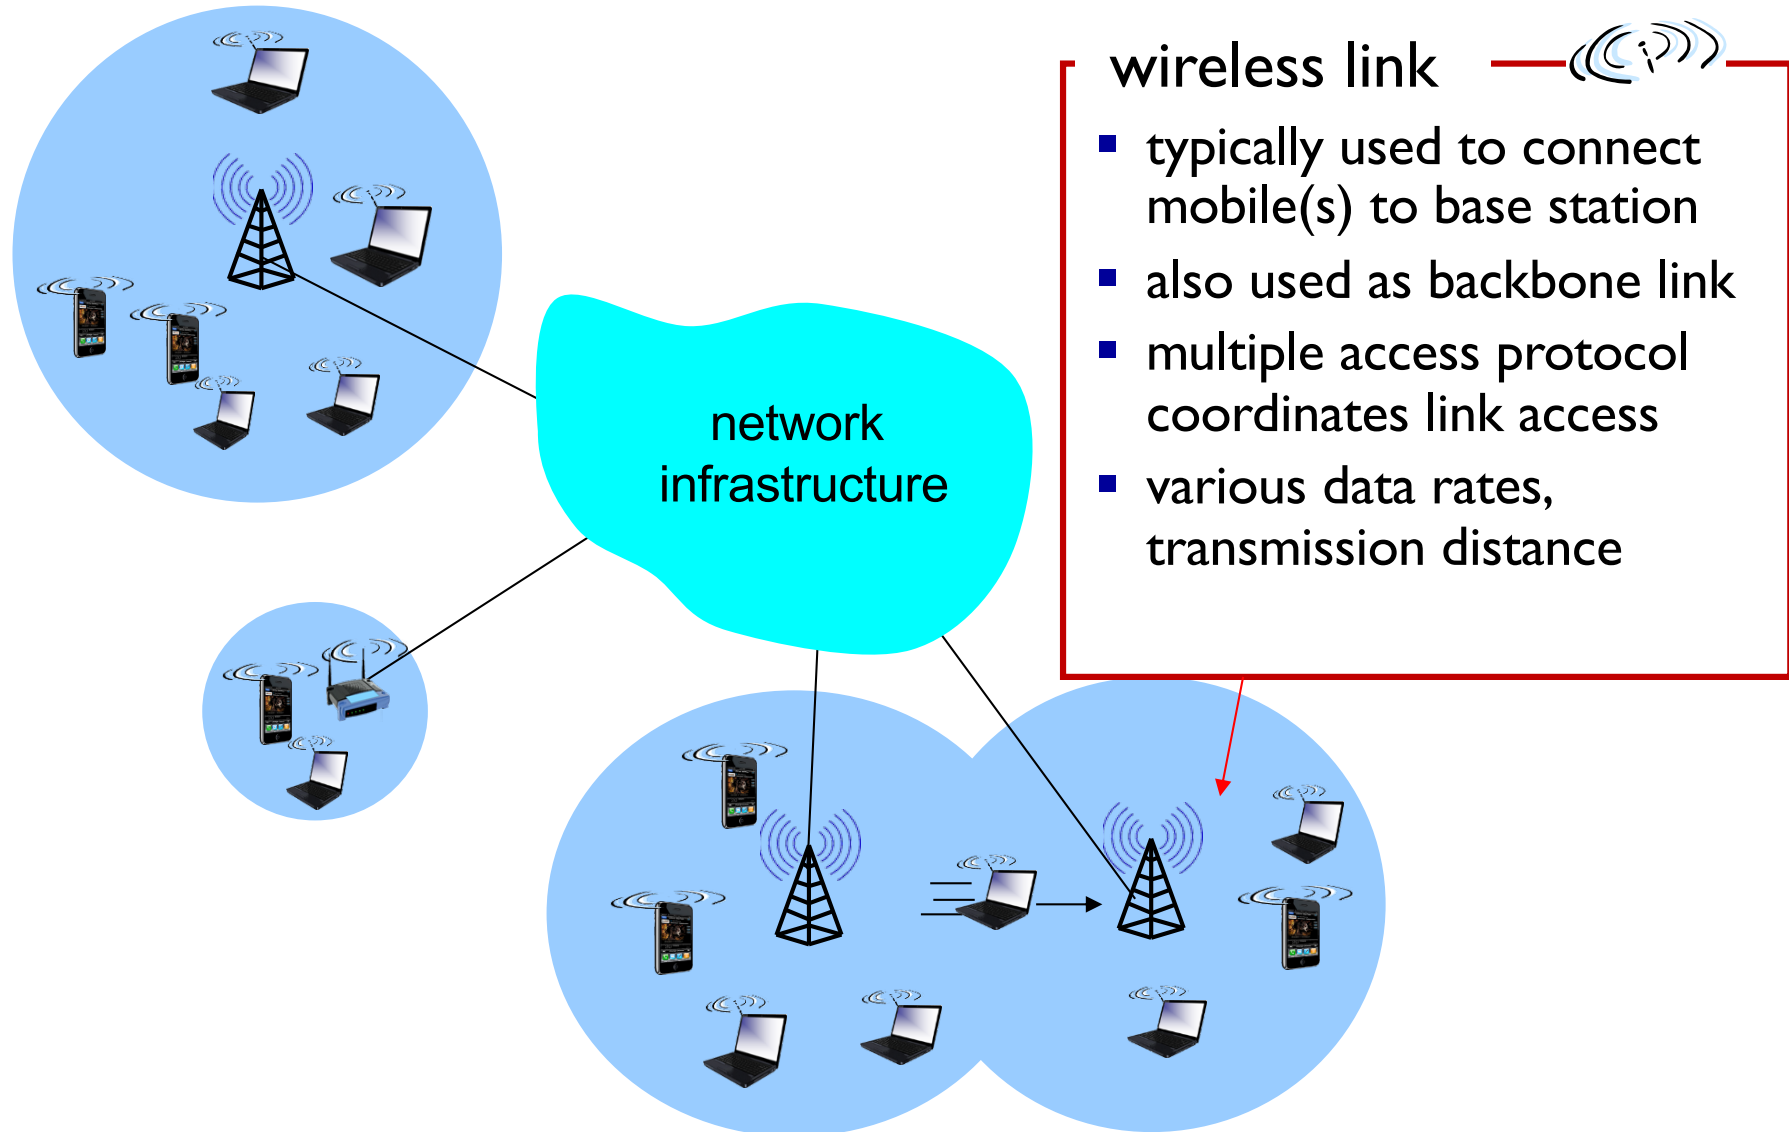 wireless link
typically used to connect
mobile(s) to base station
also used as backbone link
multiple access protocol
coordinates link access
various data rates,
transmission distance
network
infrastructure